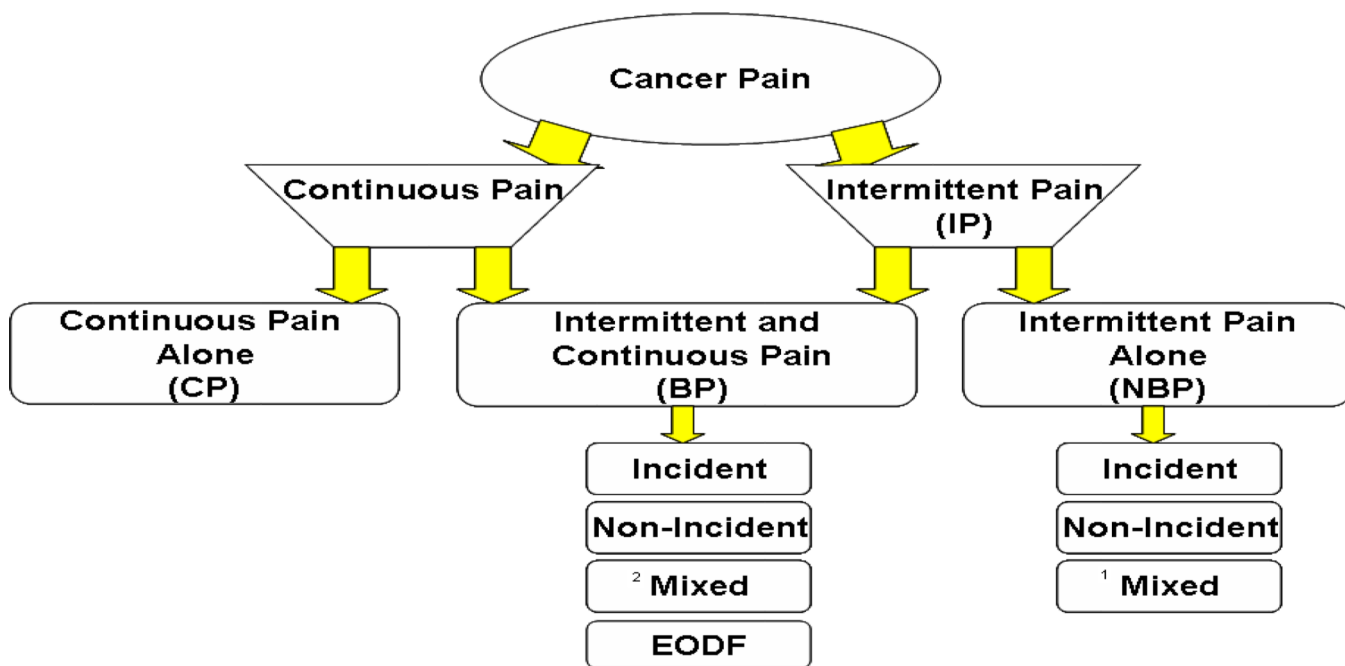 Cancer Pain
Continuous Pain
Intermittent Pain
(IP)
Continuous Pain
Alone
(CP)
Intermittent and
Continuous Pain
(BP)
Intermittent Pain
Alone
(NBP)
Incident
Non-Incident
2 Mixed
EODF
Incident
Non-Incident
1 Mixed